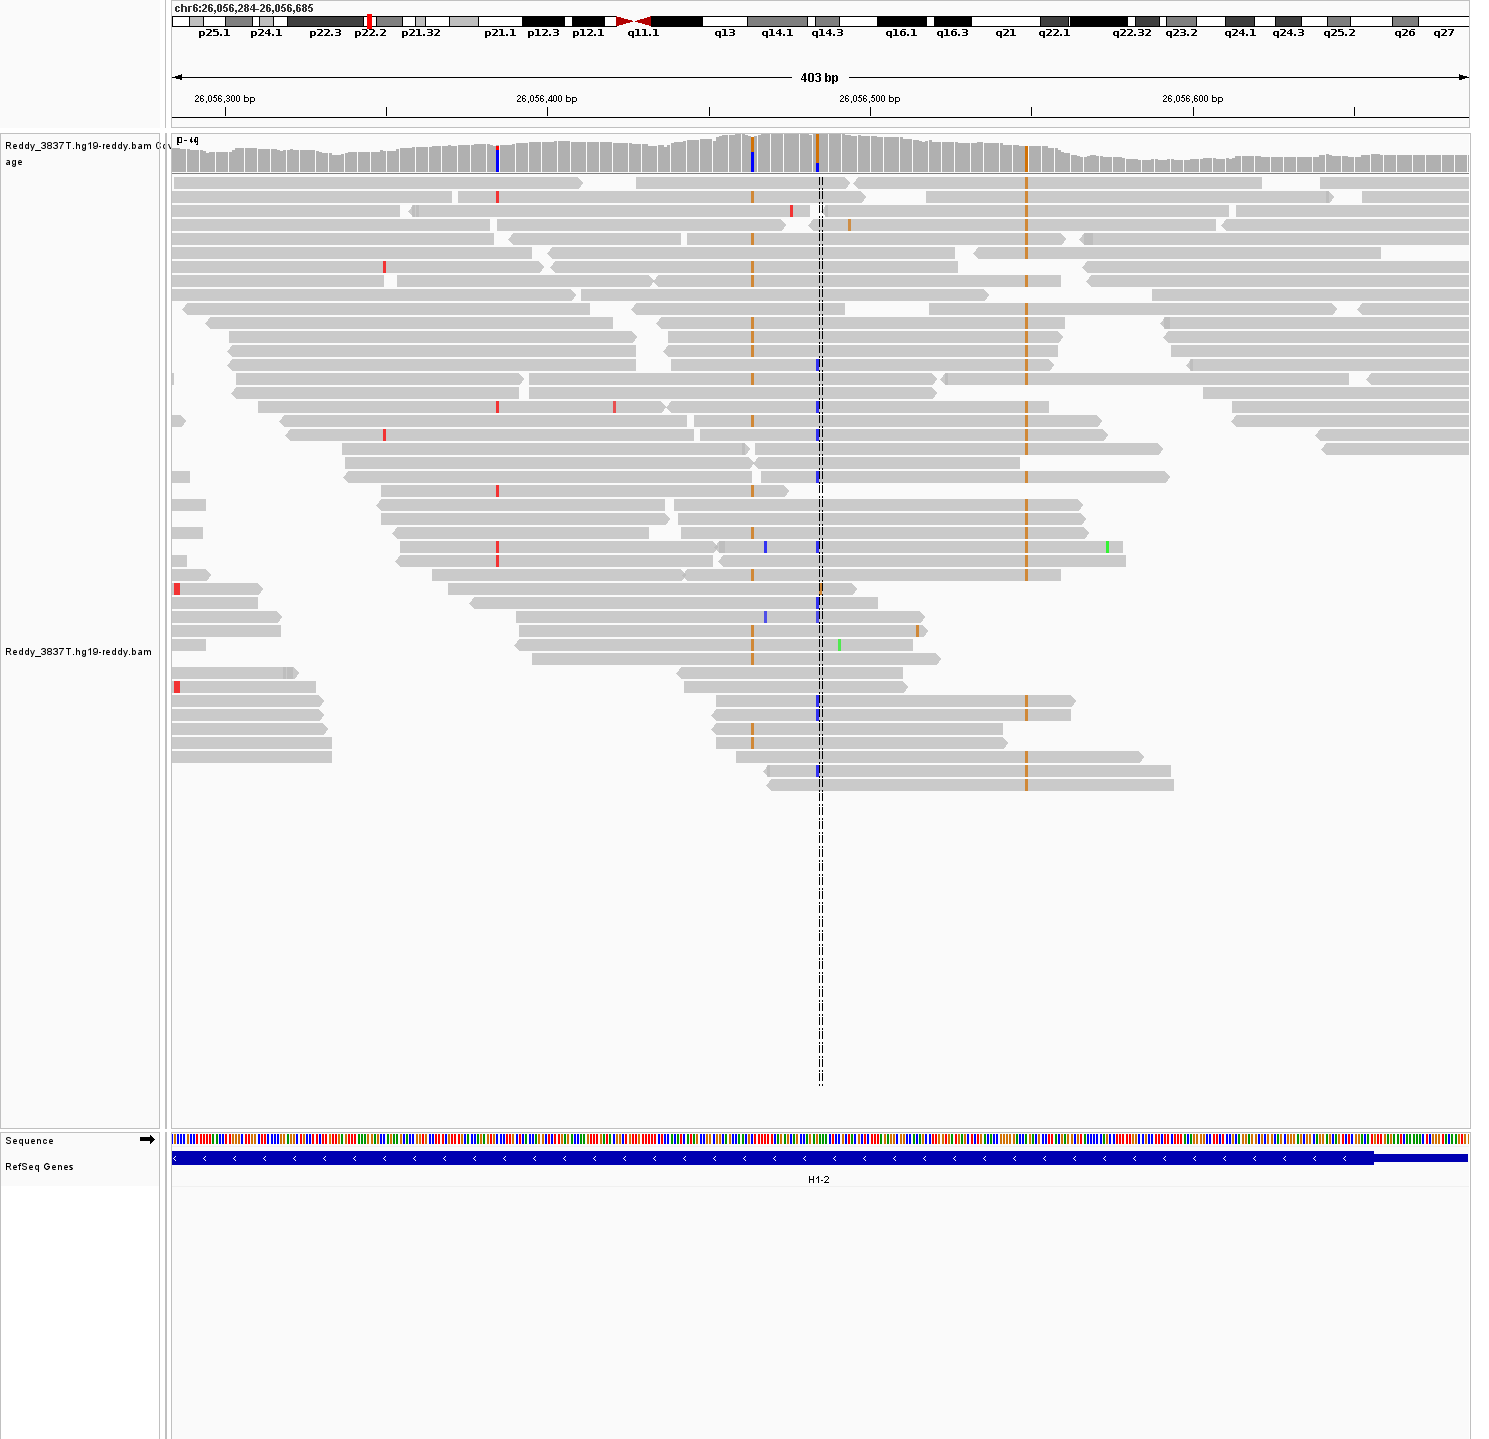 chr6:26,056,284-26,056,685
p25.1 p24.1 p22.3 p22.2 p21.32 p21.1 p12.3 p12.1 q11.1 q13 q14.1 q14.3 q16.1 q16.3 q21 q22.1 q22.32 q23.2 q24.1 q24.3 q25.2 q26 q27
403 bp
26,056,300 bp 26,056,400 bp 26,056,500 bp 26,056,600 bp
Reddy_3837T.hg19-reddy.bam Cov
age
Reddy_3837T.hg19-reddy.bam
Sequence
RefSeq Genes
H1-2